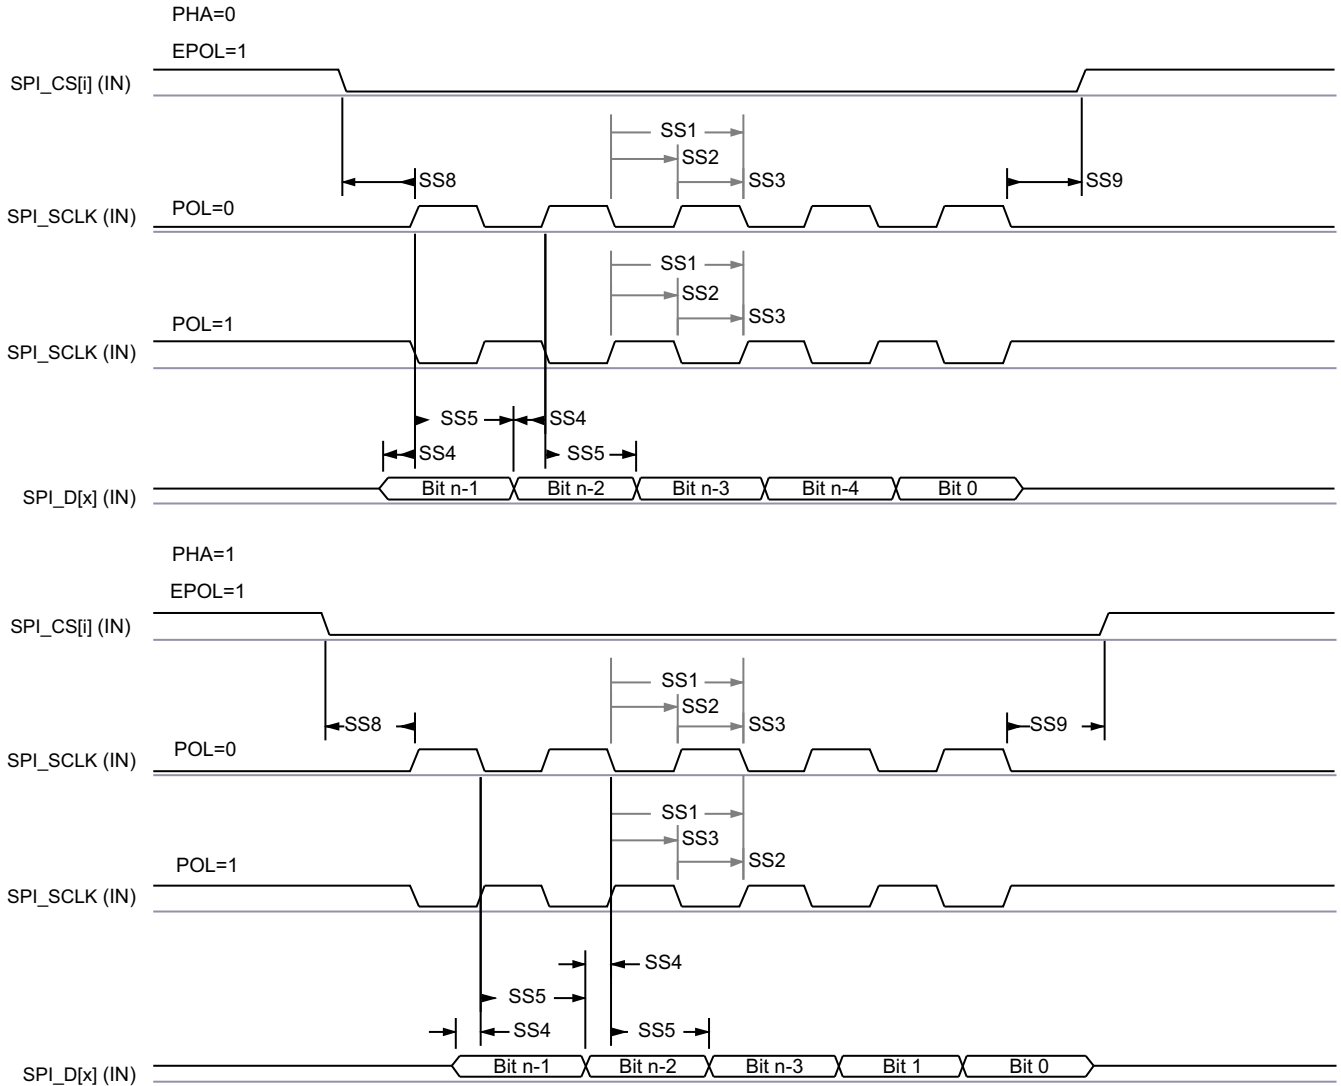 PHA=0
EPOL=1
SPI_CS[i] (IN)
SS1
SS2
SS8
SS3
SS9
POL=0
SPI_SCLK (IN)
SS1
SS2
SS3
POL=1
SPI_SCLK (IN)
SS5
SS4
SS4
SS5
SPI_D[x] (IN)
Bit n-1
Bit n-2
Bit n-3
Bit n-4
Bit 0
PHA=1
EPOL=1
SPI_CS[i] (IN)
SS1
SS2
SS8
SS3
SS9
POL=0
SPI_SCLK (IN)
SS1
SS3
SS2
POL=1
SPI_SCLK (IN)
SS4
SS5
SS4
SS5
SPI_D[x] (IN)
Bit n-1
Bit n-2
Bit n-3
Bit 1
Bit 0